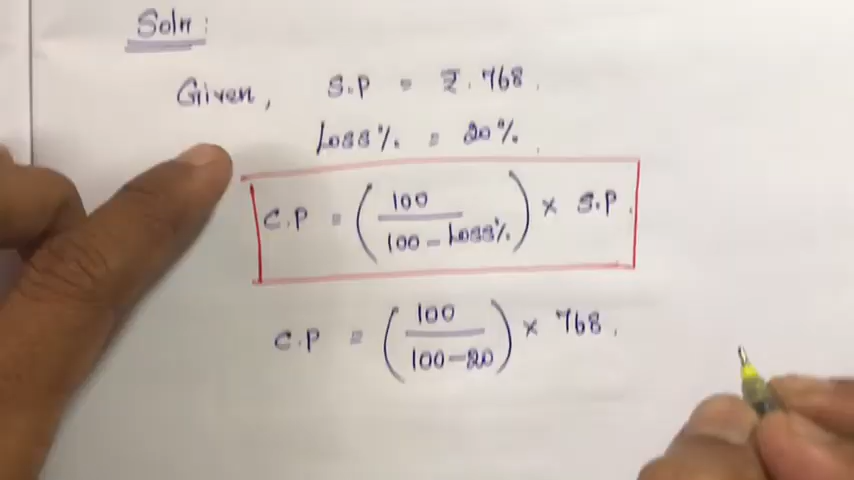 Soln:
Given, S.P = ₹. 768.
Loss% = 20%.
C.P = (100 / 100 - Loss%) × S.P.
C.P = (100 / 100-20) × 768.